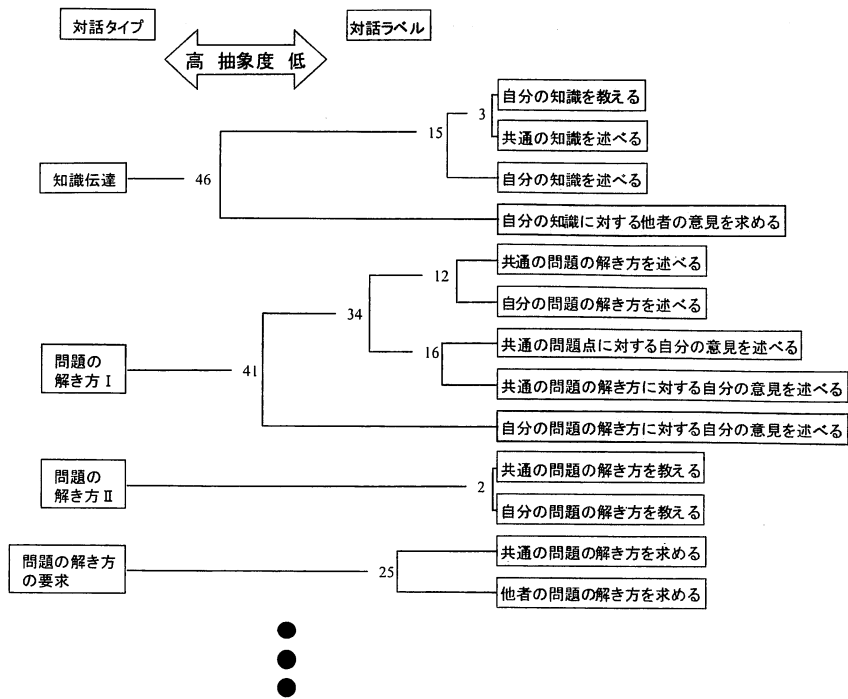 対話タイプ
対話ラベル
高 抽象度 低
自分の知識を教える
3
共通の知識を述べる
15
自分の知識を述べる
知識伝達
46
自分の知識に対する他者の意見を求める
共通の問題の解き方を述べる
12
自分の問題の解き方を述べる
34
共通の問題点に対する自分の意見を述べる
16
共通の問題の解き方に対する自分の意見を述べる
問題の
解き方Ⅰ
41
自分の問題の解き方に対する自分の意見を述べる
共通の問題の解き方を教える
問題の
解き方Ⅱ
2
自分の問題の解き方を教える
共通の問題の解き方を求める
問題の解き方
の要求
25
他者の問題の解き方を求める